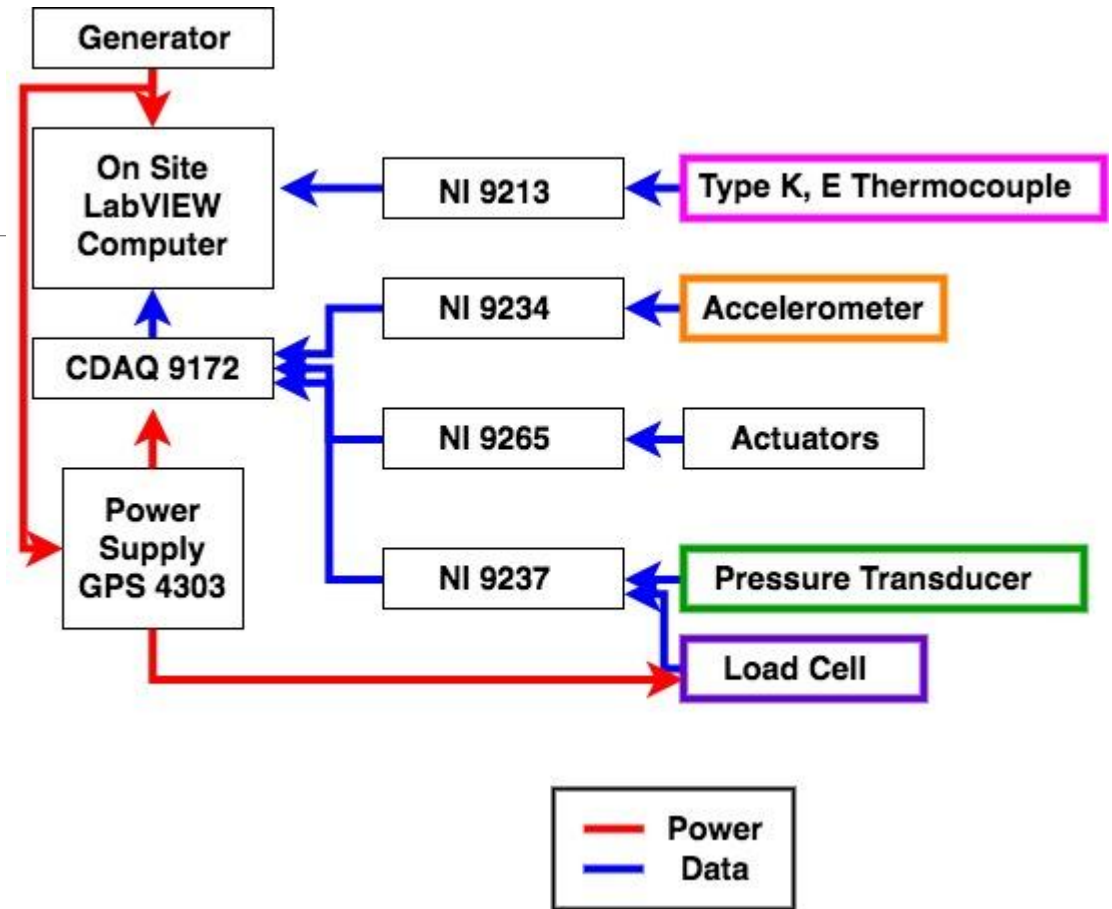 Generator
On Site
LabVIEW
Computer
NI 9213
Type K, E Thermocouple
NI 9234
Accelerometer
CDAQ 9172
NI 9265
Actuators
Power
Supply
GPS 4303
NI 9237
Pressure Transducer
Load Cell
Power
Data